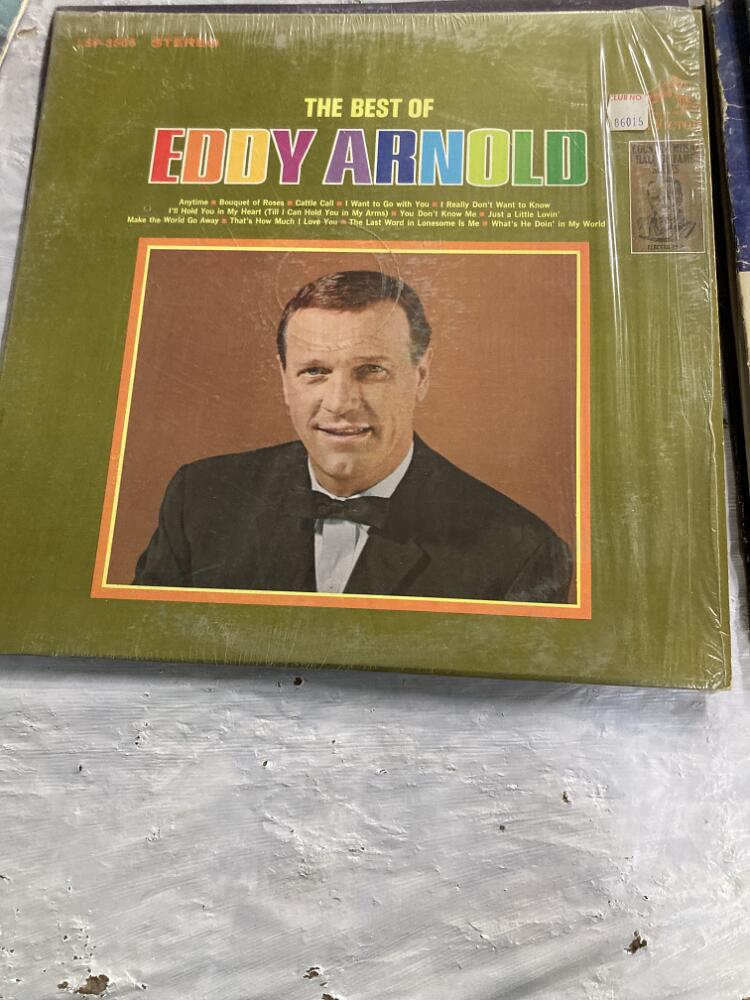 STEREO
THE BEST OF
EDDY ARNOLD
CLUB NO
66015
Anytime ■ Bouquet of Roses ■ Cattle Call ■ I Want to Go with You ■ I Really Don't Want to Know
I'll Hold You in My Heart (Till I Can Hold You in My Arms) ■ You Don't Know Me ■ Just a Little Lovin'
Make the World Go Away ■ That's How Much I Love You ■ The Last Word in Lonesome Is Me ■ What's He Doin' in My World